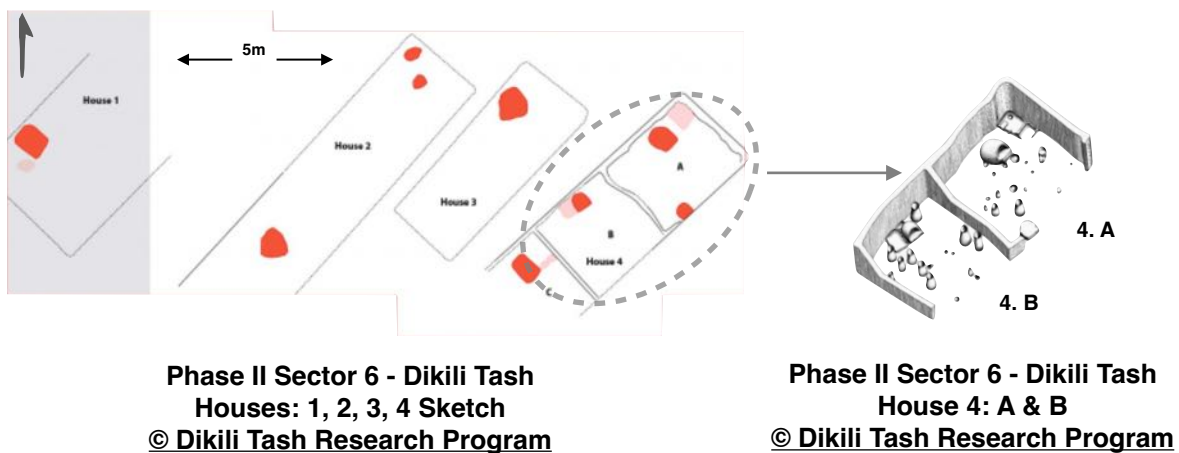 5m
House 1
House 2
House 3
A
B
House 4
C
4. A
4. B
Phase II Sector 6 - Dikili Tash
Houses: 1, 2, 3, 4 Sketch
© Dikili Tash Research Program
Phase II Sector 6 - Dikili Tash
House 4: A & B
© Dikili Tash Research Program